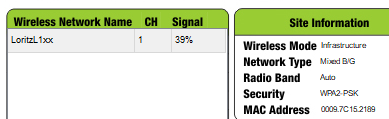 Wireless Network Name CH Signal
LoritzL1xx 1 39%
Site Information
Wireless Mode Infrastructure
Network Type Mixed B/G
Radio Band Auto
Security WPA2-PSK
MAC Address 0009.7C15.2189